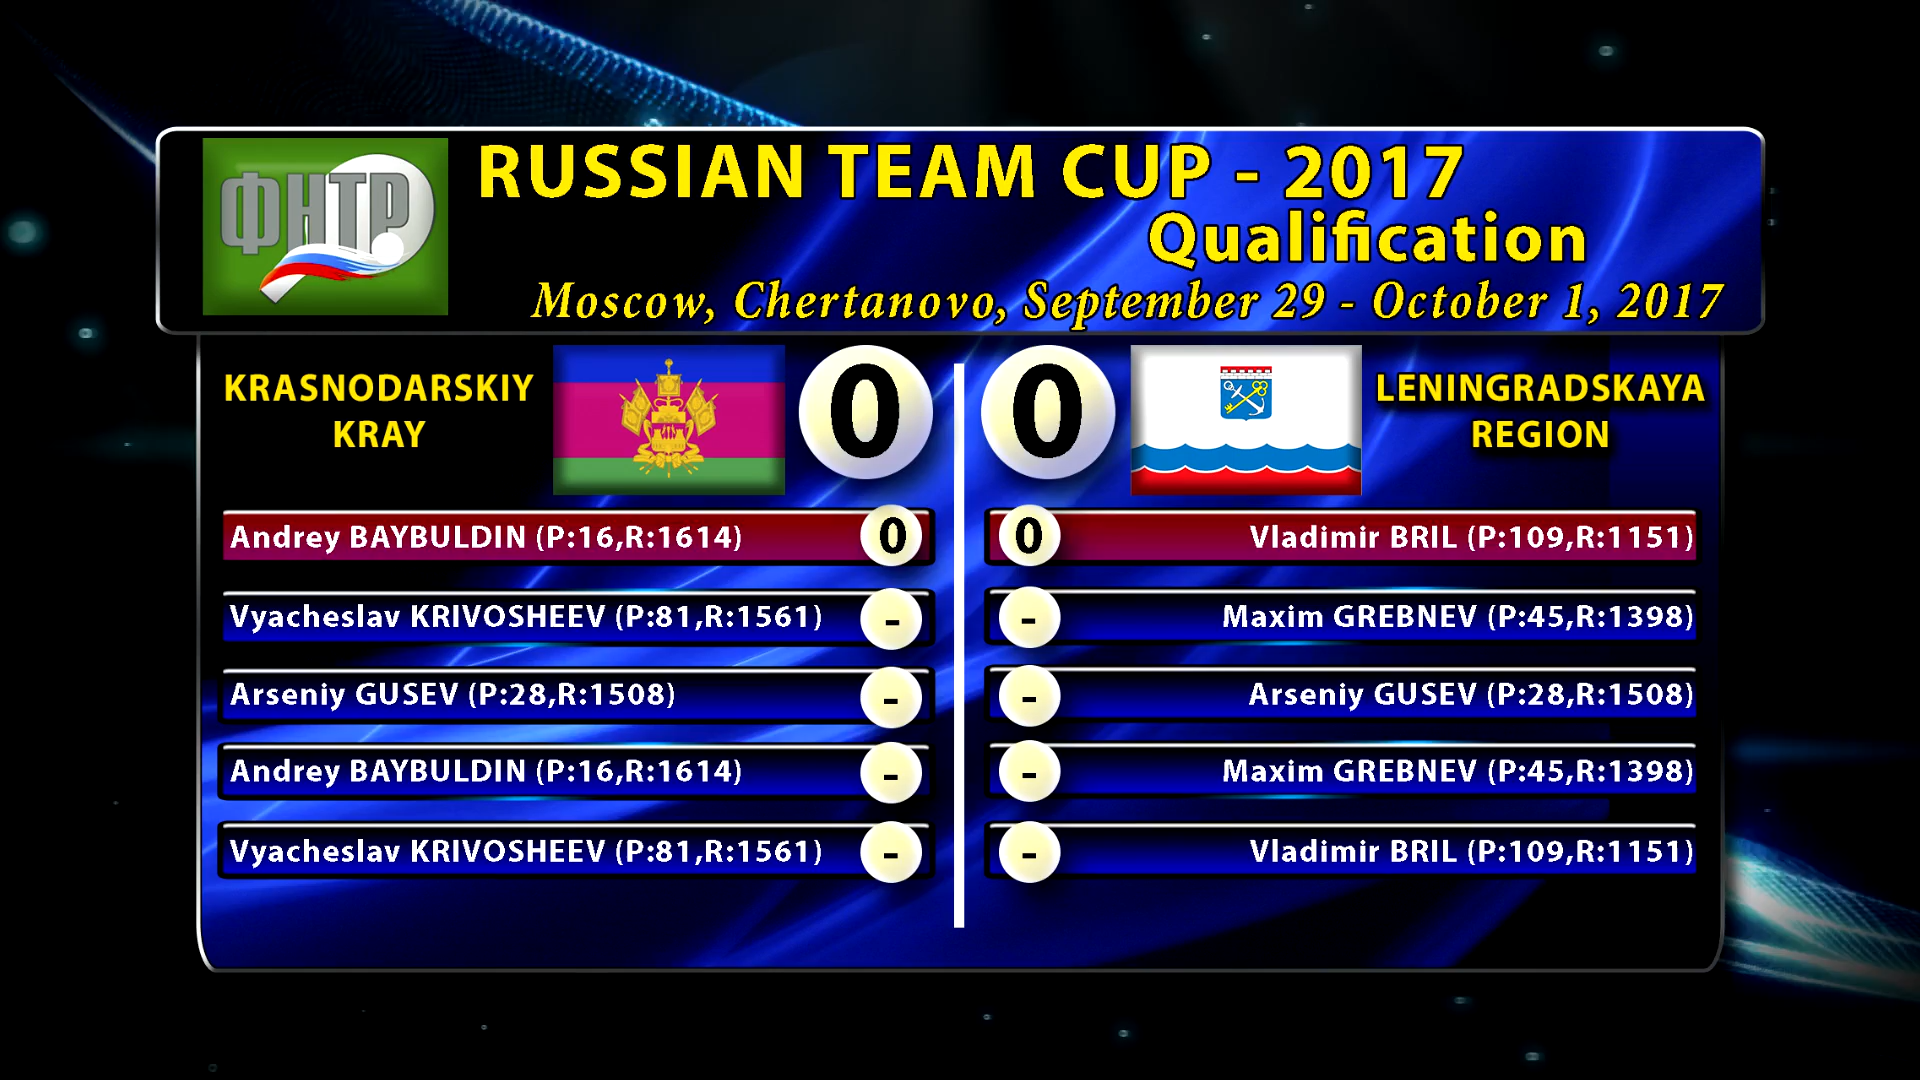 ФНТР
RUSSIAN TEAM CUP - 2017
Qualification
Moscow, Chertanovo, September 29 - October 1, 2017
KRASNODARSKIY
KRAY
0
0
LENINGRADSKAYA
REGION
Andrey BAYBULDIN (P:16,R:1614)
0
0
Vladimir BRIL (P:109,R:1151)
Vyacheslav KRIVOSHEEV (P:81,R:1561)
-
-
Maxim GREBNEV (P:45,R:1398)
Arseniy GUSEV (P:28,R:1508)
-
-
Arseniy GUSEV (P:28,R:1508)
Andrey BAYBULDIN (P:16,R:1614)
-
-
Maxim GREBNEV (P:45,R:1398)
Vyacheslav KRIVOSHEEV (P:81,R:1561)
-
-
Vladimir BRIL (P:109,R:1151)